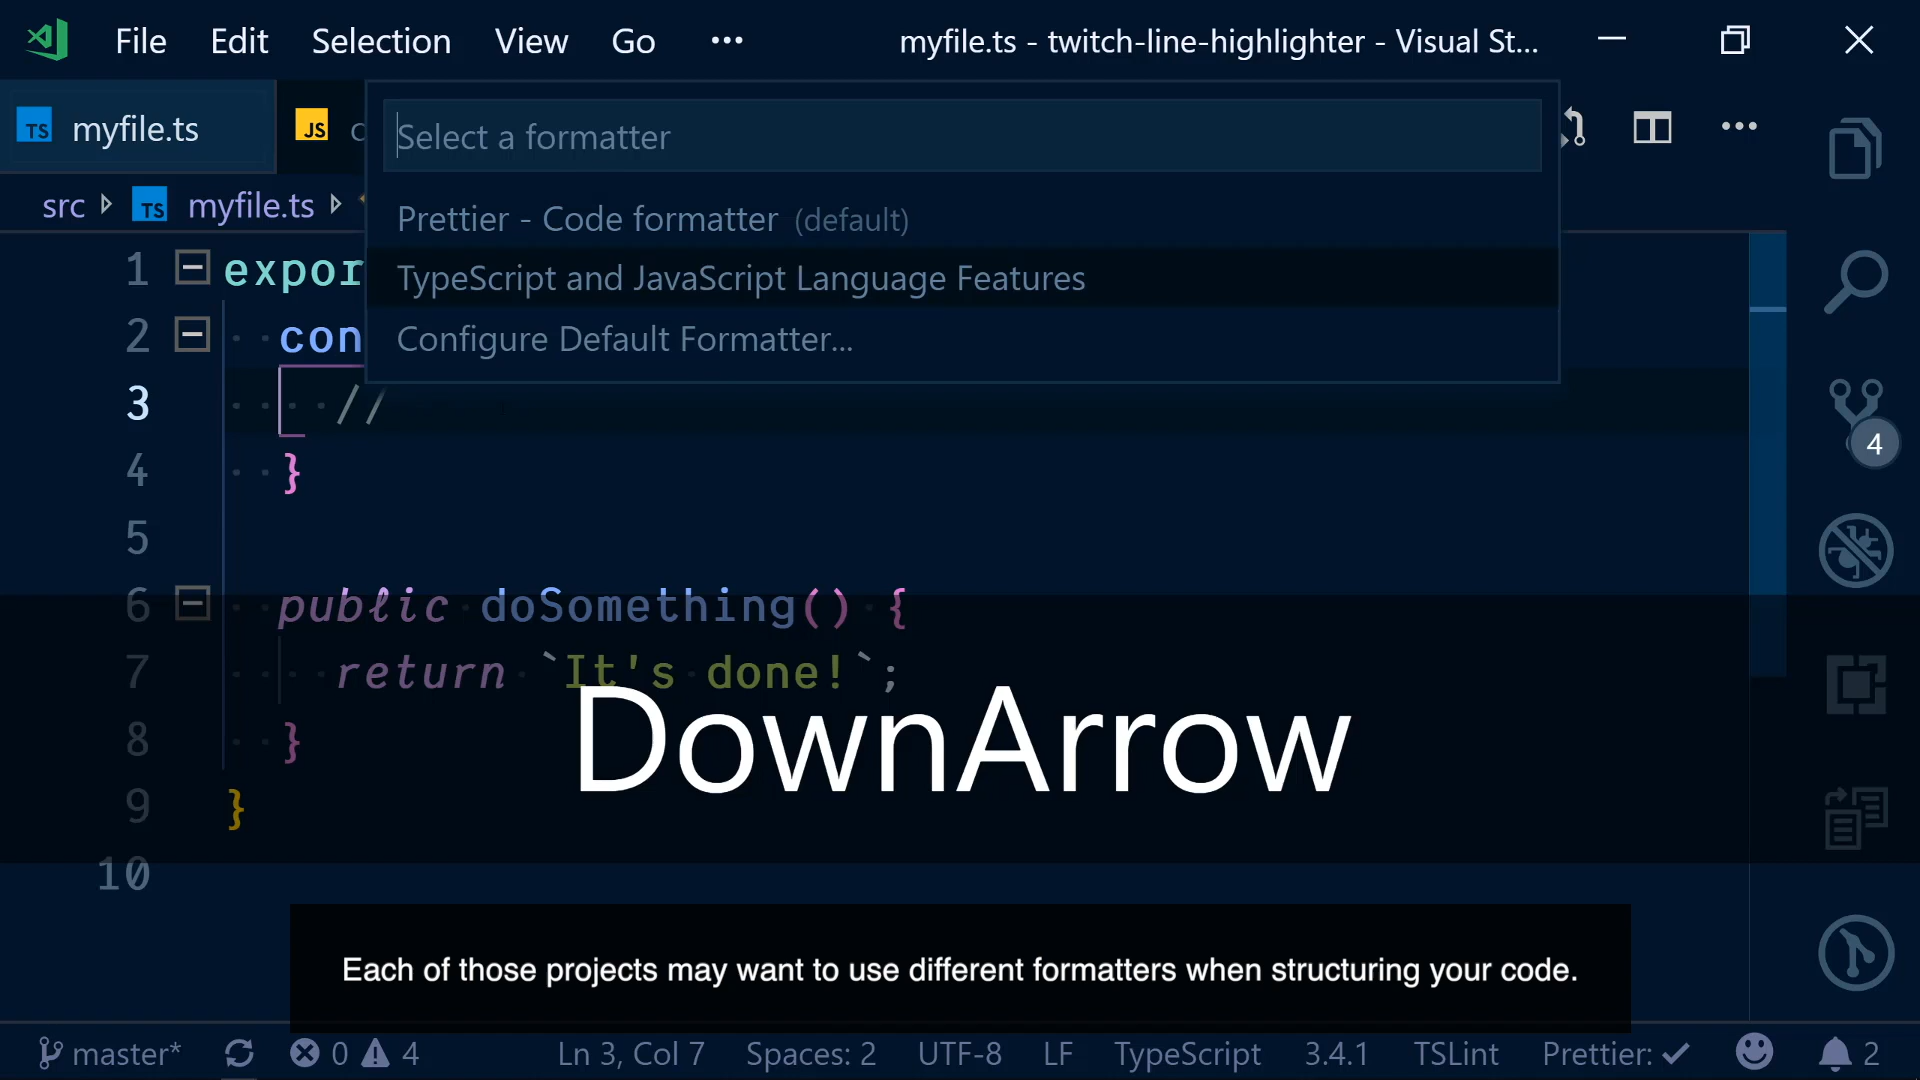 File Edit Selection View Go ••• myfile.ts - twitch-line-highlighter - Visual St...
TS myfile.ts JS
Select a formatter
src TS myfile.ts
Prettier - Code formatter (default)
TypeScript and JavaScript Language Features
Configure Default Formatter...
1 expor
2 con
3 //
4 }
5
6 public doSomething() {
7 return `It's done!`;
8 }
9 }
10
4
DownArrow
Each of those projects may want to use different formatters when structuring your code.
master* 0 4 Ln 3, Col 7 Spaces: 2 UTF-8 LF TypeScript 3.4.1 TSLint Prettier: ✓ 2